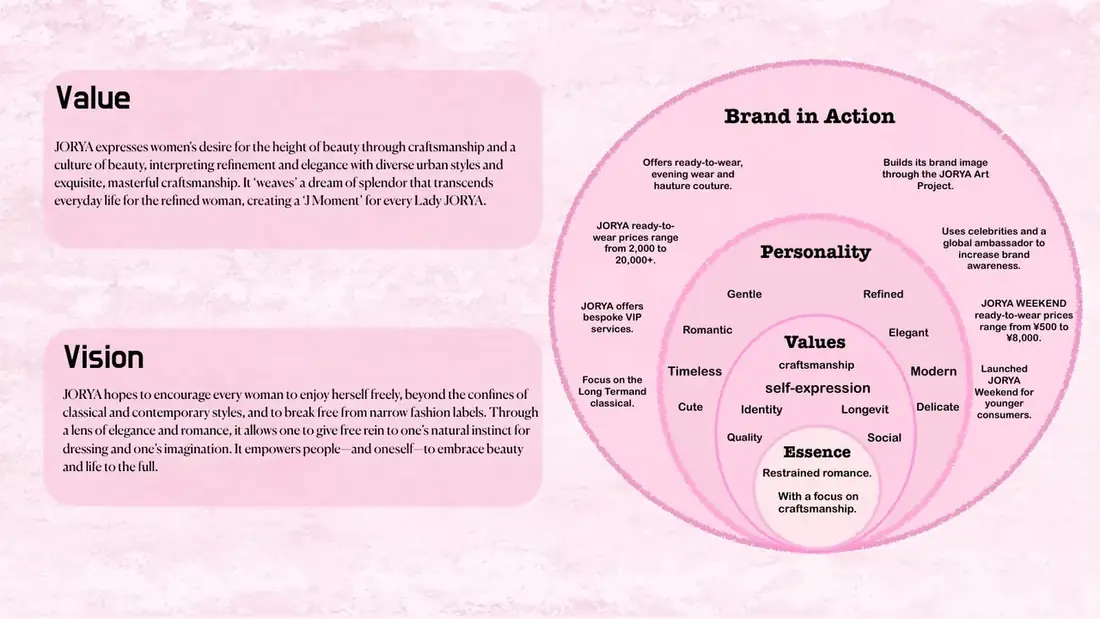 Value
JORYA expresses women's desire for the height of beauty through craftsmanship and a
culture of beauty, interpreting refinement and elegance with diverse urban styles and
exquisite, masterful craftsmanship. It 'weaves' a dream of splendor that transcends
everyday life for the refined woman, creating a 'J Moment' for every Lady JORYA.
Vision
JORYA hopes to encourage every woman to enjoy herself freely, beyond the confines of
classical and contemporary styles, and to break free from narrow fashion labels. Through
a lens of elegance and romance, it allows one to give free rein to one's natural instinct for
dressing and one's imagination. It empowers people—and oneself—to embrace beauty
and life to the full.
Brand in Action
Offers ready-to-wear,
evening wear and
hauture couture.
Builds its brand image
through the JORYA Art
Project.
JORYA ready-to-
wear prices range
from 2,000 to
20,000+.
Uses celebrities and a
global ambassador to
increase brand
awareness.
JORYA offers
bespoke VIP
services.
JORYA WEEKEND
ready-to-wear prices
range from ¥500 to
¥8,000.
Focus on the
Long Termand
classical.
Launched
JORYA
Weekend for
younger
consumers.
Personality
Gentle
Refined
Romantic
Elegant
Timeless
Modern
Cute
Delicate
Values
craftsmanship
self-expression
Identity
Longevit
Quality
Social
Essence
Restrained romance.
With a focus on
craftsmanship.